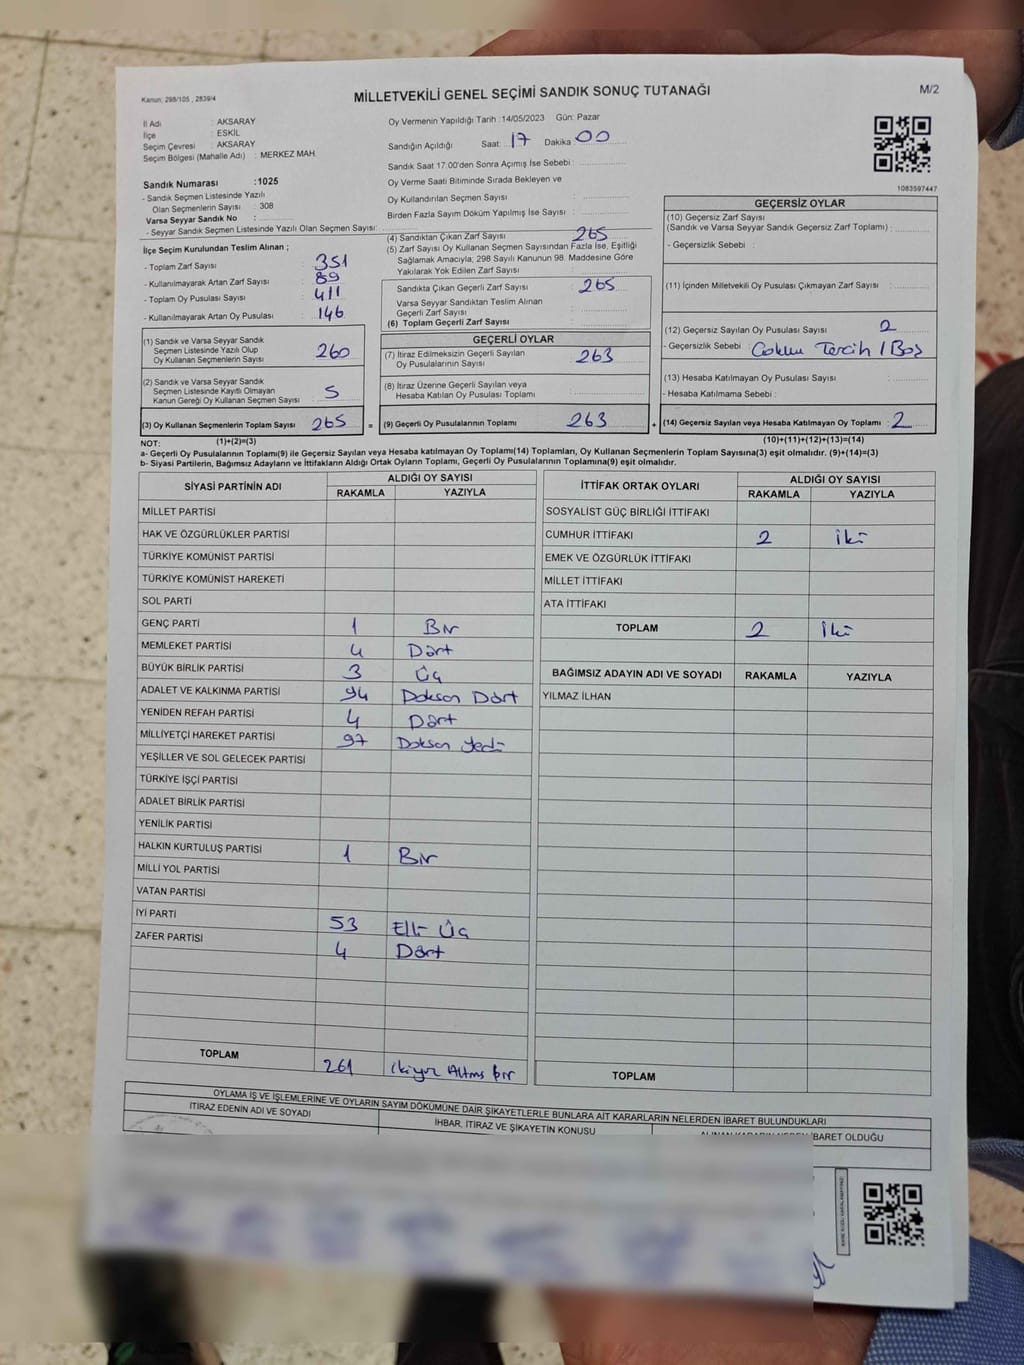 Kanun: 298/105 , 2839/4
MİLLETVEKİLİ GENEL SEÇİMİ SANDIK SONUÇ TUTANAĞI
M/2
İl Adı : AKSARAY
İlçe : ESKİL
Seçim Çevresi : AKSARAY
Seçim Bölgesi (Mahalle Adı) : MERKEZ MAH.
Sandık Numarası :1025
- Sandık Seçmen Listesinde Yazılı
Olan Seçmenlerin Sayısı : 308
Varsa Seyyar Sandık No :
- Seyyar Sandık Seçmen Listesinde Yazılı Olan Seçmen Sayısı:
Oy Vermenin Yapıldığı Tarih :14/05/2023 Gün: Pazar
Sandığın Açıldığı Saat: 17 Dakika 00
Sandık Saat 17:00'den Sonra Açımış İse Sebebi :
Oy Verme Saati Bitiminde Sırada Bekleyen ve
Oy Kullandırılan Seçmen Sayısı :
Birden Fazla Sayım Döküm Yapılmış İse Sayısı :
1083597447
İlçe Seçim Kurulundan Teslim Alınan ;
- Toplam Zarf Sayısı : 351
- Kullanılmayarak Artan Zarf Sayısı : 89
- Toplam Oy Pusulası Sayısı : 411
- Kullanılmayarak Artan Oy Pusulası : 146
(4) Sandıktan Çıkan Zarf Sayısı : 265
(5) Zarf Sayısı Oy Kullanan Seçmen Sayısından Fazla İse, Eşitliği
Sağlamak Amacıyla; 298 Sayılı Kanunun 98. Maddesine Göre
Yakılarak Yok Edilen Zarf Sayısı :
Sandıkta Çıkan Geçerli Zarf Sayısı : 265
Varsa Seyyar Sandıktan Teslim Alınan
Geçerli Zarf Sayısı :
(6) Toplam Geçerli Zarf Sayısı :
GEÇERSİZ OYLAR
(10) Geçersiz Zarf Sayısı
(Sandık ve Varsa Seyyar Sandık Geçersiz Zarf Toplamı) :
- Geçersizlik Sebebi :
(11) İçinden Milletvekili Oy Pusulası Çıkmayan Zarf Sayısı :
(12) Geçersiz Sayılan Oy Pusulası Sayısı : 2
- Geçersizlik Sebebi : Çoklu Tercih / Boş
(13) Hesaba Katılmayan Oy Pusulası Sayısı :
- Hesaba Katılmama Sebebi :
(1) Sandık ve Varsa Seyyar Sandık
Seçmen Listesinde Yazılı Olup
Oy Kullanan Seçmenlerin Sayısı : 260
(2) Sandık ve Varsa Seyyar Sandık
Seçmen Listesinde Kayıtlı Olmayan
Kanun Gereği Oy Kullanan Seçmen Sayısı : 5
GEÇERLİ OYLAR
(7) İtiraz Edilmeksizin Geçerli Sayılan
Oy Pusulalarının Sayısı : 263
(8) İtiraz Üzerine Geçerli Sayılan veya
Hesaba Katılan Oy Pusulası Toplamı :
(3) Oy Kullanan Seçmenlerin Toplam Sayısı : 265 = (9) Geçerli Oy Pusulalarının Toplamı : 263 + (14) Geçersiz Sayılan veya Hesaba Katılmayan Oy Toplamı : 2
NOT: (1)+(2)=(3) (10)+(11)+(12)+(13)=(14)
a- Geçerli Oy Pusulalarının Toplamı(9) ile Geçersiz Sayılan veya Hesaba katılmayan Oy Toplamı(14) Toplamları, Oy Kullanan Seçmenlerin Toplam Sayısına(3) eşit olmalıdır. (9)+(14)=(3)
b- Siyasi Partilerin, Bağımsız Adayların ve İttifakların Aldığı Ortak Oyların Toplamı, Geçerli Oy Pusulalarının Toplamına(9) eşit olmalıdır.
SİYASİ PARTİNİN ADI ALDIĞI OY SAYISI
RAKAMLA YAZIYLA
MİLLET PARTİSİ
HAK VE ÖZGÜRLÜKLER PARTİSİ
TÜRKİYE KOMÜNİST PARTİSİ
TÜRKİYE KOMÜNİST HAREKETİ
SOL PARTİ
GENÇ PARTİ 1 Bir
MEMLEKET PARTİSİ 4 Dört
BÜYÜK BİRLİK PARTİSİ 3 Üç
ADALET VE KALKINMA PARTİSİ 94 Doksan Dört
YENİDEN REFAH PARTİSİ 4 Dört
MİLLİYETÇİ HAREKET PARTİSİ 97 Doksan Yedi
YEŞİLLER VE SOL GELECEK PARTİSİ
TÜRKİYE İŞÇİ PARTİSİ
ADALET BİRLİK PARTİSİ
YENİLİK PARTİSİ
HALKIN KURTULUŞ PARTİSİ 1 Bir
MİLLİ YOL PARTİSİ
VATAN PARTİSİ
İYİ PARTİ 53 Elli Üç
ZAFER PARTİSİ 4 Dört
TOPLAM 261 İkiyüz Altmış bir
İTTİFAK ORTAK OYLARI ALDIĞI OY SAYISI
RAKAMLA YAZIYLA
SOSYALİST GÜÇ BİRLİĞİ İTTİFAKI
CUMHUR İTTİFAKI 2 iki
EMEK VE ÖZGÜRLÜK İTTİFAKI
MİLLET İTTİFAKI
ATA İTTİFAKI
TOPLAM 2 İki
BAĞIMSIZ ADAYIN ADI VE SOYADI RAKAMLA YAZIYLA
YILMAZ İLHAN
TOPLAM
OYLAMA İŞ VE İŞLEMLERİNE VE OYLARIN SAYIM DÖKÜMÜNE DAİR ŞİKAYETLERLE BUNLARA AİT KARARLARIN NELERDEN İBARET BULUNDUKLARI
İTİRAZ EDENİN ADI VE SOYADI
İHBAR, İTİRAZ VE ŞİKAYETİN KONUSU
İBARET OLDUĞU